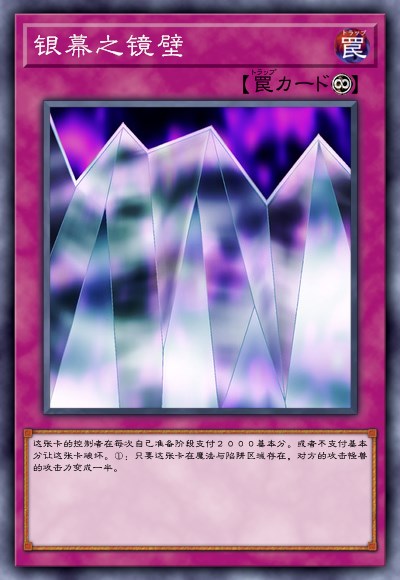 银幕之镜壁
トラップ
罠
【罠カード】
トラップ
这张卡的控制者在每次自己准备阶段支付２０００基本分。或者不支付基本
分让这张卡破坏。①：只要这张卡在魔法与陷阱区域存在，对方的攻击怪兽
的攻击力变成一半。